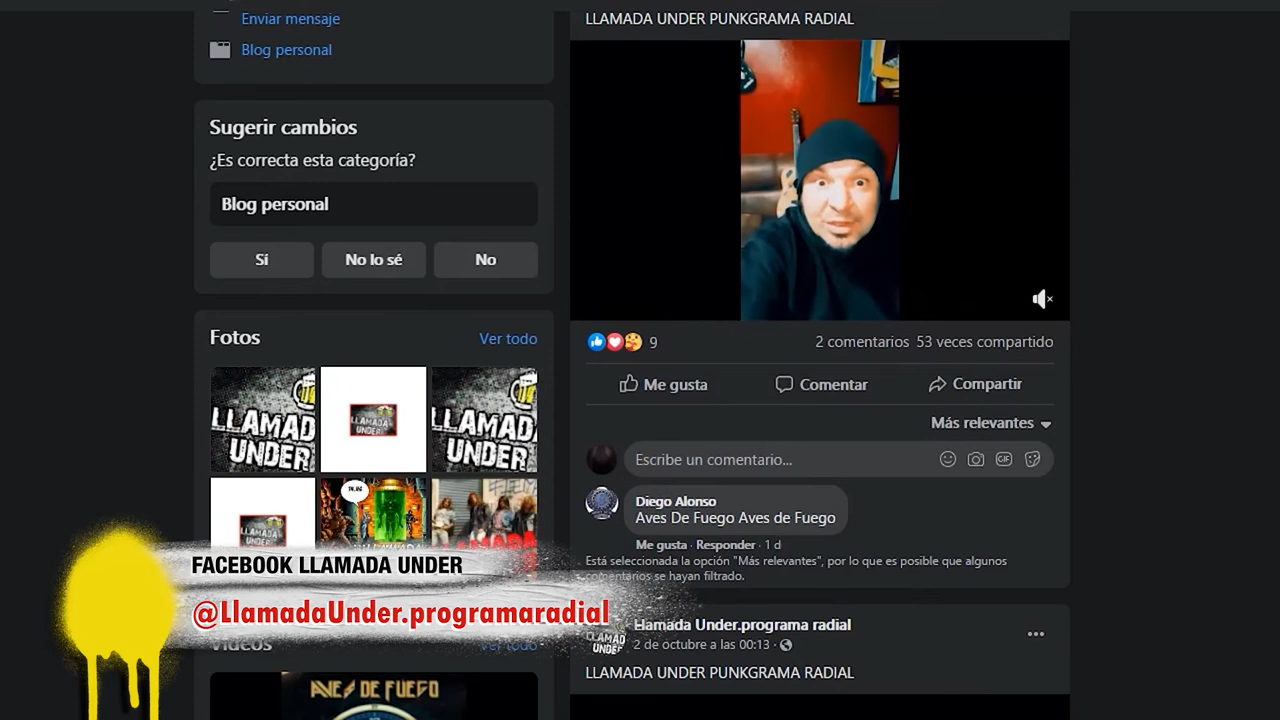 Enviar mensaje
Blog personal
Sugerir cambios
¿Es correcta esta categoría?
Blog personal
Sí
No lo sé
No
Fotos
Ver todo
LLAMADA
UNDER
LLAMADA
UNDER
LLAMADA
UNDER
LLAMADA
UNDER
FACEBOOK LLAMADA UNDER
@LlamadaUnder.programaradial
Videos
Ver todo
AVES DE FUEGO
LLAMADA UNDER PUNKGRAMA RADIAL
9
2 comentarios 53 veces compartido
Me gusta
Comentar
Compartir
Más relevantes
Escribe un comentario...
GIF
Diego Alonso
Aves De Fuego Aves de Fuego
Me gusta · Responder · 1 d
Está seleccionada la opción "Más relevantes", por lo que es posible que algunos
comentarios se hayan filtrado.
Llamada Under.programa radial
2 de octubre a las 00:13 ·
LLAMADA UNDER PUNKGRAMA RADIAL